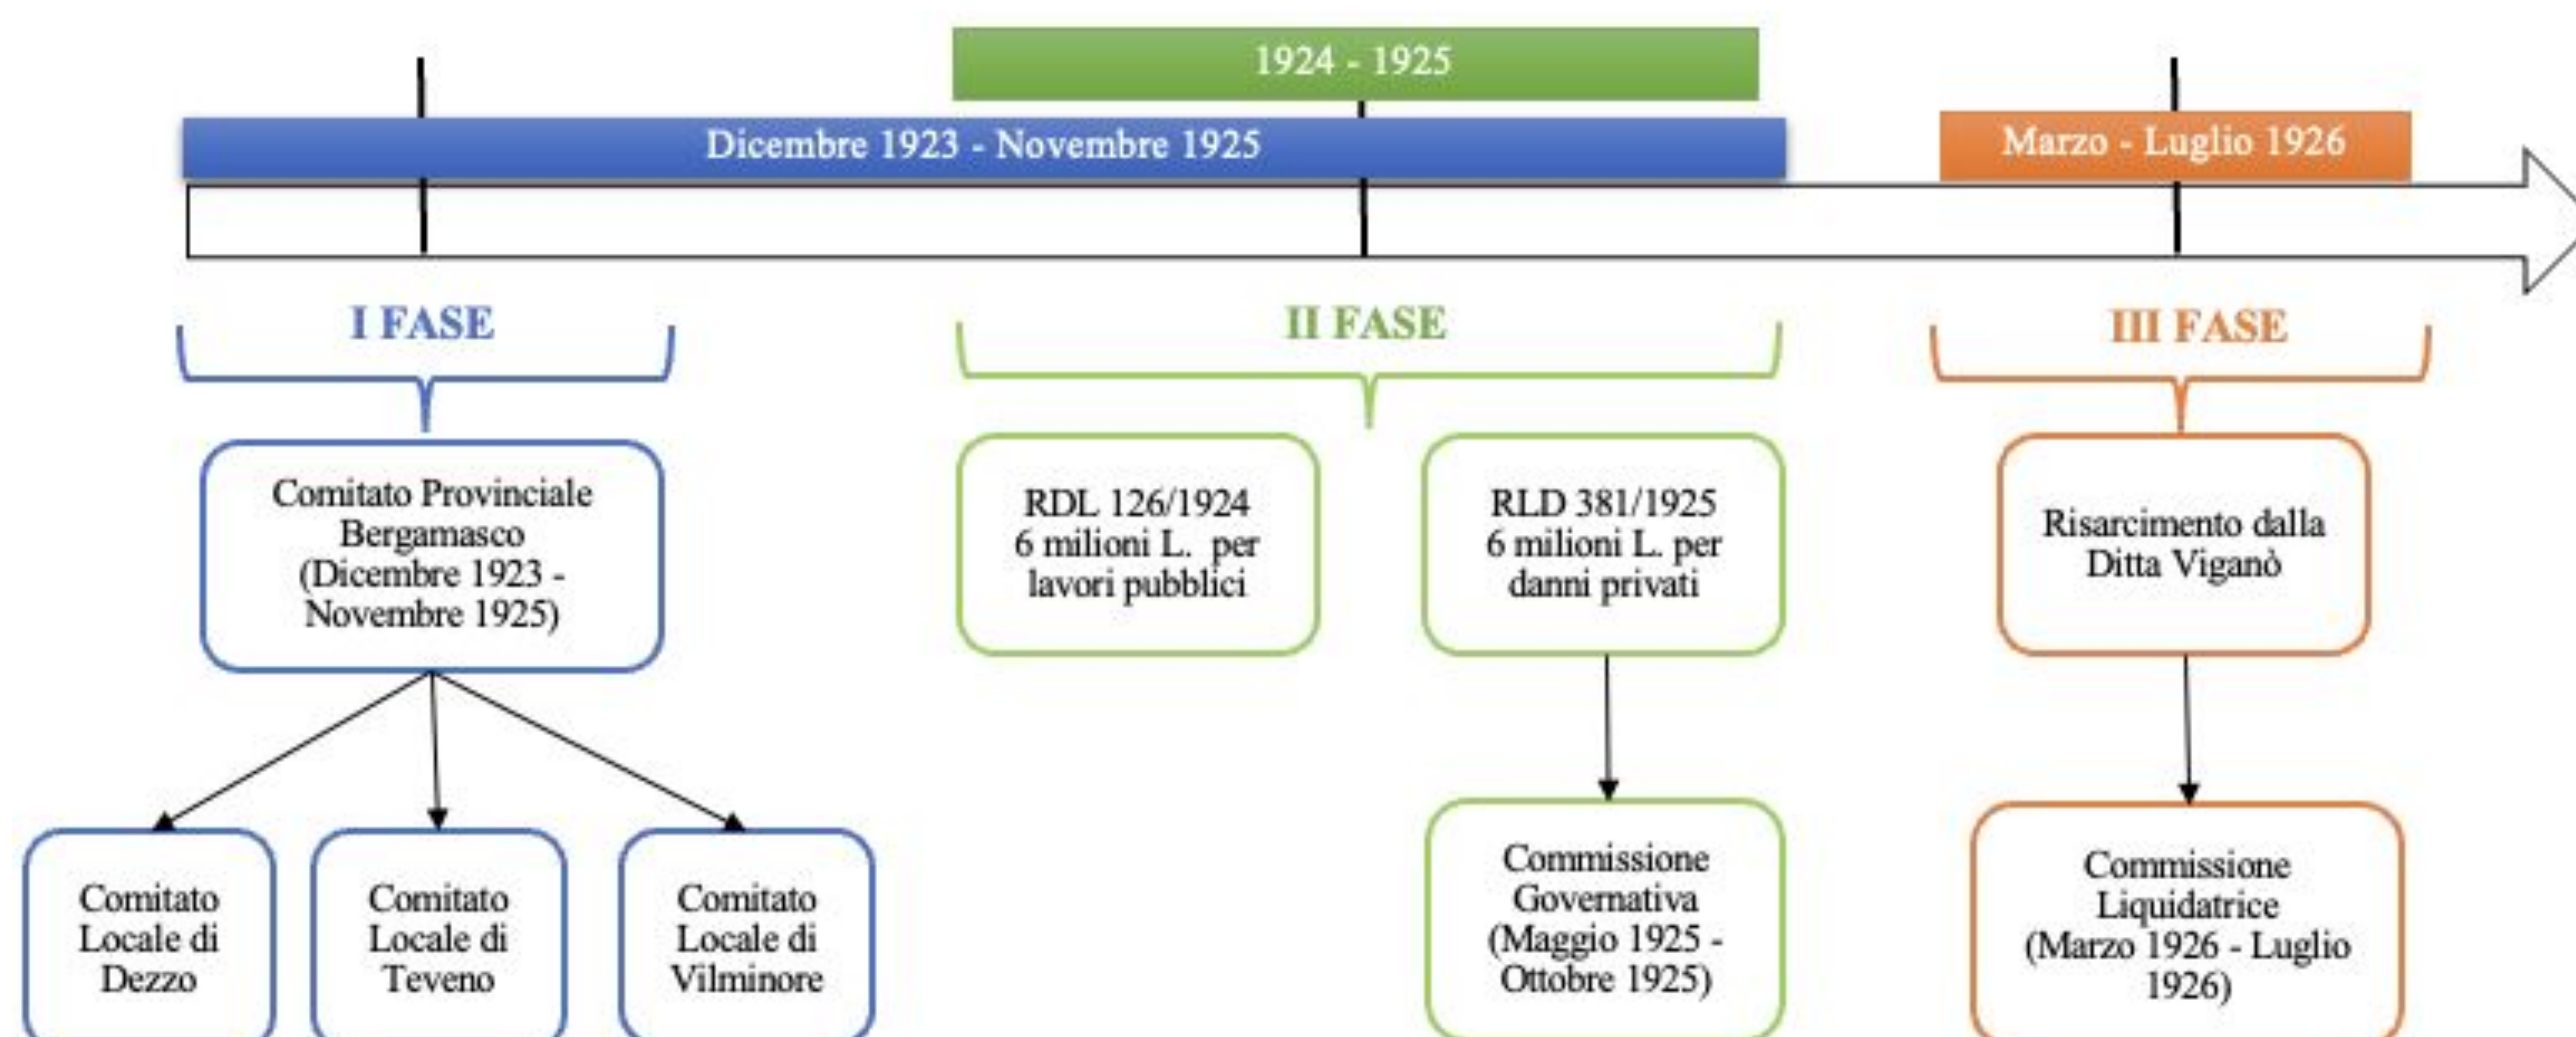 1924 - 1925
Dicembre 1923 - Novembre 1925
Marzo - Luglio 1926
I FASE
II FASE
III FASE
Comitato Provinciale
Bergamasco
(Dicembre 1923 -
Novembre 1925)
RDL 126/1924
6 milioni L. per
lavori pubblici
RLD 381/1925
6 milioni L. per
danni privati
Risarcimento dalla
Ditta Viganò
Comitato
Locale di
Dezzo
Comitato
Locale di
Teveno
Comitato
Locale di
Vilminore
Commissione
Governativa
(Maggio 1925 -
Ottobre 1925)
Commissione
Liquidatrice
(Marzo 1926 - Luglio
1926)